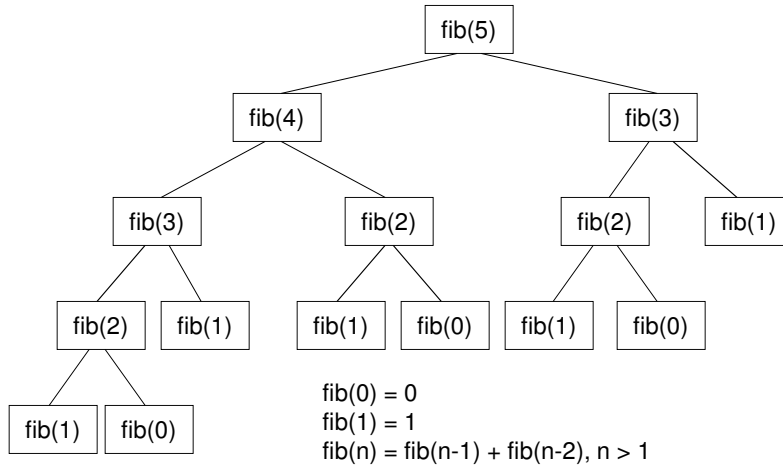 fib(5)
fib(4)
fib(3)
fib(3)
fib(2)
fib(2)
fib(1)
fib(2)
fib(1)
fib(1)
fib(0)
fib(1)
fib(0)
fib(1)
fib(0)
fib(0) = 0
fib(1) = 1
fib(n) = fib(n-1) + fib(n-2), n > 1